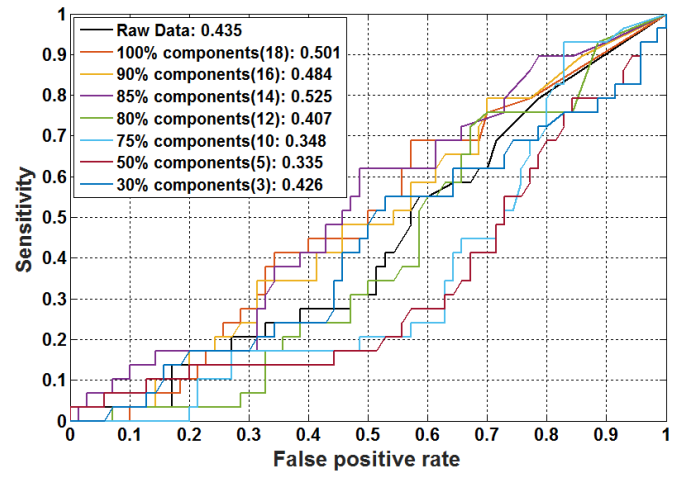 1
0.9
0.8
0.7
0.6
0.5
0.4
0.3
0.2
0.1
0
Sensitivity
Raw Data: 0.435
100% components(18): 0.501
90% components(16): 0.484
85% components(14): 0.525
80% components(12): 0.407
75% components(10: 0.348
50% components(5): 0.335
30% components(3): 0.426
0 0.1 0.2 0.3 0.4 0.5 0.6 0.7 0.8 0.9 1
False positive rate